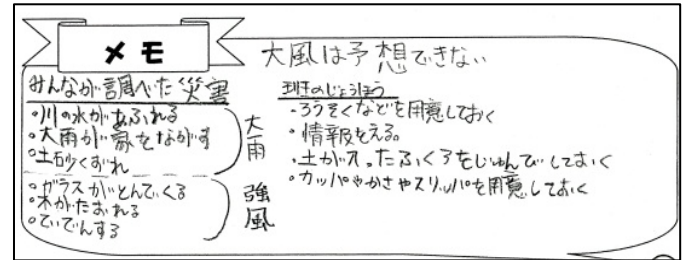 メモ
大風は予想できない
みんなが調べた災害
・川の水があふれる
・大雨が家をながす
・土砂くずれ
大雨
・ガラスがとんでくる
・木がたおれる
・ていでんする
強風
じょうほう
・ろうそくなどを用意しておく
・情報をえる。
・土が入ったふくろをじゅんびしておく
・カッパやかさやスリッパを用意しておく